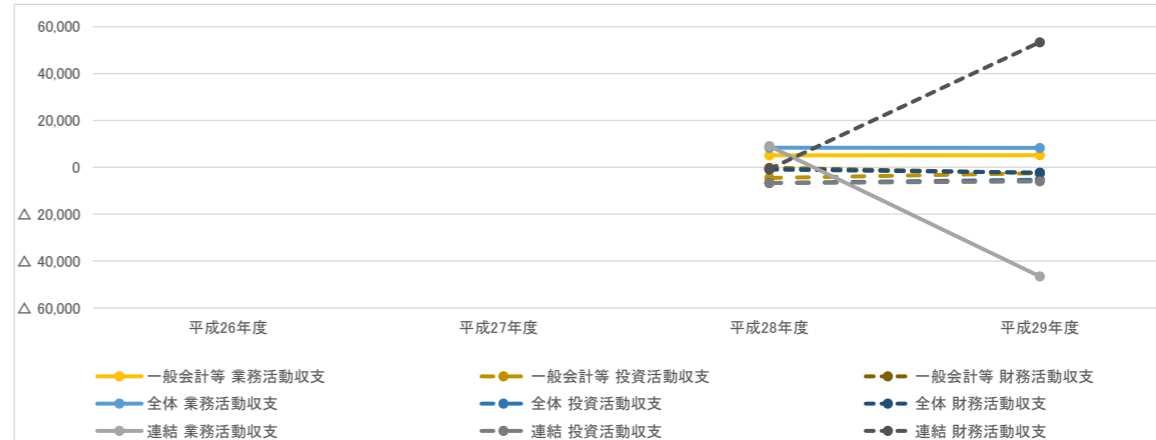 60,000
40,000
20,000
0
△ 20,000
△ 40,000
△ 60,000
平成26年度 平成27年度 平成28年度 平成29年度
一般会計等 業務活動収支 一般会計等 投資活動収支 一般会計等 財務活動収支
全体 業務活動収支 全体 投資活動収支 全体 財務活動収支
連結 業務活動収支 連結 投資活動収支 連結 財務活動収支